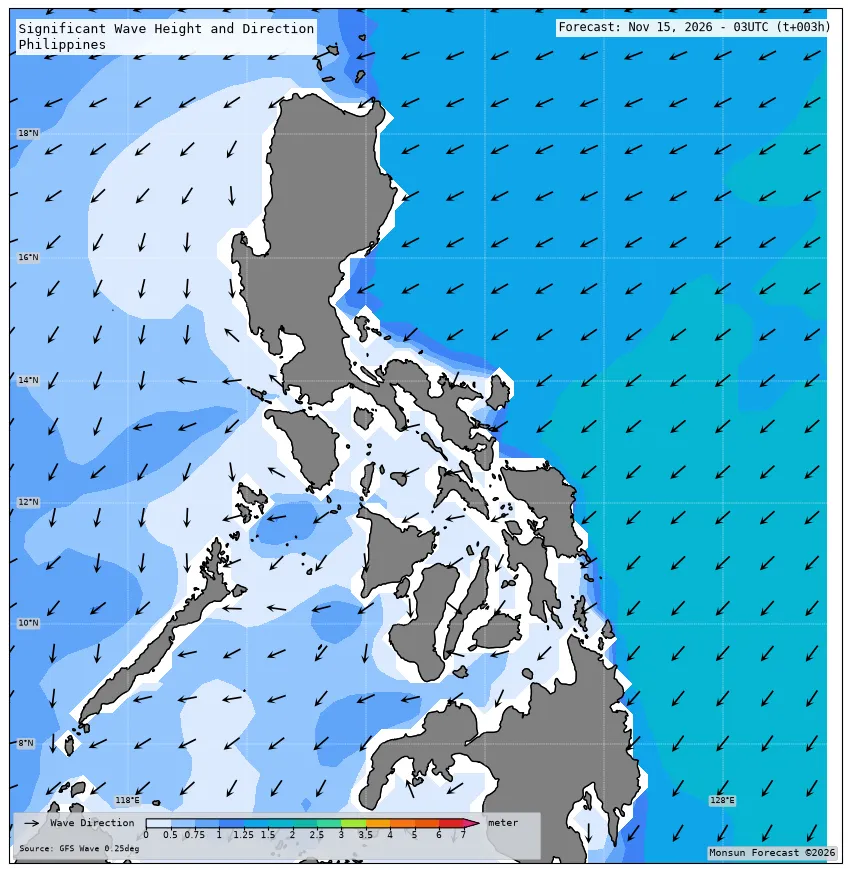 Significant Wave Height and Direction
Philippines
Forecast: Nov 15, 2026 - 03UTC (t+003h)
18°N
16°N
14°N
12°N
10°N
8°N
118°E
128°E
Wave Direction
0 0.5 0.75 1 1.25 1.5 2 2.5 3 3.5 4 5 6 7
meter
Source: GFS Wave 0.25deg
Monsun Forecast ©2026